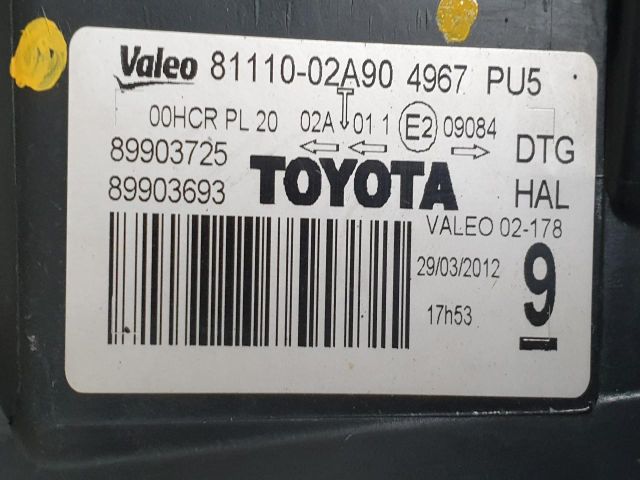 Valeo 81110-02A90 4967 PU5
00HCR PL 20 02A 01 1 E2 09084
89903725 DTG
89903693 TOYOTA HAL
VALEO 02-178
29/03/2012 9
17h53